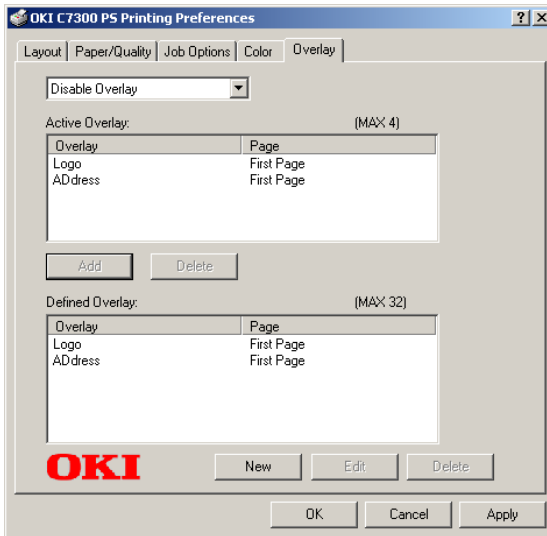 OKI C7300 PS Printing Preferences
Layout Paper/Quality Job Options Color Overlay
Disable Overlay
Active Overlay: (MAX 4)
Overlay Page
Logo First Page
ADdress First Page
Add Delete
Defined Overlay: (MAX 32)
Overlay Page
Logo First Page
ADdress First Page
OKI New Edit Delete
OK Cancel Apply